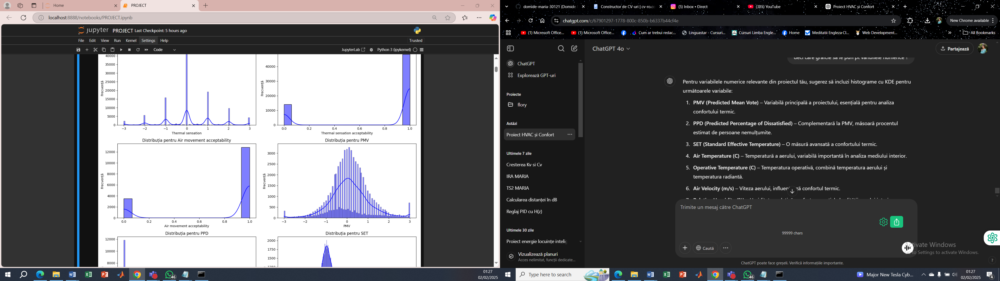 Home
PROJECT
localhost:8888/notebooks/PROJECT.ipynb
jupyter PROJECT Last Checkpoint: 5 hours ago
File Edit View Run Kernel Settings Help
Trusted
Code
JupyterLab
Python 3 (ipykernel)
40000
35000
30000
25000
20000
15000
10000
5000
0
Frecvență
−3 −2 −1 0 1 2 3
Thermal sensation
40000
30000
20000
10000
0
Frecvență
0.0 0.2 0.4 0.6 0.8 1.0
Thermal sensation acceptability
Distribuția pentru Air movement acceptability
12000
10000
8000
6000
4000
2000
0
Frecvență
0.0 0.2 0.4 0.6 0.8 1.0
Air movement acceptability
Distribuția pentru PMV
3000
2500
2000
1500
1000
500
0
Frecvență
−3 −2 −1 0 1 2 3
PMV
Distribuția pentru PPD
12000
10000
8000
Distribuția pentru SET
2000
1750
1500
1250
46
01:27
02/02/2025
domide-maria-30121 (Domide
Constructor de CV-uri | cv-ro.co
(5) Inbox • Direct
(385) YouTube
Proiect HVAC și Confort
chatgpt.com/c/67901297-1778-800c-850b-b6337b44cf4e
New Chrome available
(1) Microsoft Office...
(1) Microsoft Office...
Cum ar trebui redac...
Linguastar - Cursuri...
Cursuri Limba Engle...
Home
Meditatii Engleza-Cl...
Web Development...
All Bookmarks
ChatGPT 4o
Partajează
ChatGPT
Explorează GPT-uri
Proiecte
flory
Astăzi
Proiect HVAC și Confort
Ultimele 7 zile
Cresterea Kv si Cv
IRA MARIA
TS2 MARIA
Calcularea distanței în dB
Reglaj PID cu H(z)
Ultimele 30 zile
Proiect energie locuințe intelig
Vizualizează planuri
Acces nelimitat, funcții dedicate...
deci care grafcie sa le pun pt varibilele numerice ?
Pentru variabilele numerice relevante din proiectul tău, sugerez să incluzi histograme cu KDE pentru
următoarele variabile:
1. PMV (Predicted Mean Vote) – Variabilă principală a proiectului, esențială pentru analiza
confortului termic.
2. PPD (Predicted Percentage of Dissatisfied) – Complementară la PMV, măsoară procentul
estimat de persoane nemulțumite.
3. SET (Standard Effective Temperature) – O măsură avansată a confortului termic.
4. Air Temperature (C) – Temperatură a aerului, variabilă importantă în analiza mediului interior.
5. Operative Temperature (C) – Temperatura operativă, combină temperatura aerului și
temperatura radiantă.
6. Air Velocity (m/s) – Viteza aerului, confortul termic.
Trimite un mesaj către ChatGPT
99999 chars
Caută
ChatGPT poate face greșeli. Verifică informațiile importante.
Activate Windows
Go to Settings to activate Windows.
Type here to search
46
Major New Tesla Cyb...
01:27
02/02/2025
4